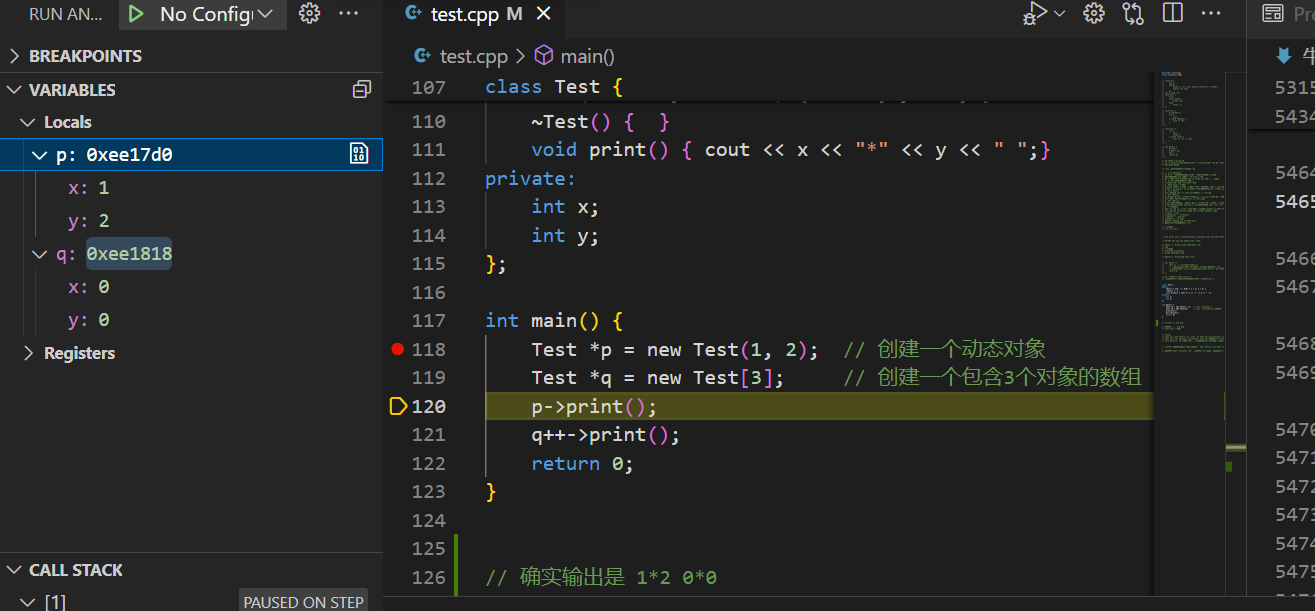 RUN AN...
No Config
test.cpp M
BREAKPOINTS
VARIABLES
Locals
p: 0xee17d0
x: 1
y: 2
q: 0xee1818
x: 0
y: 0
Registers
CALL STACK
[1]
PAUSED ON STEP
test.cpp > main()
107 class Test {
110 ~Test() { }
111 void print() { cout << x << "*" << y << " ";}
112 private:
113 int x;
114 int y;
115 };
116
117 int main() {
118 Test *p = new Test(1, 2); // 创建一个动态对象
119 Test *q = new Test[3]; // 创建一个包含3个对象的数组
120 p->print();
121 q++->print();
122 return 0;
123 }
124
125
126 // 确实输出是 1*2 0*0
5315
5434
5464
5465
5466
5467
5468
5469
5470
5471
5472
5473
5474
5475